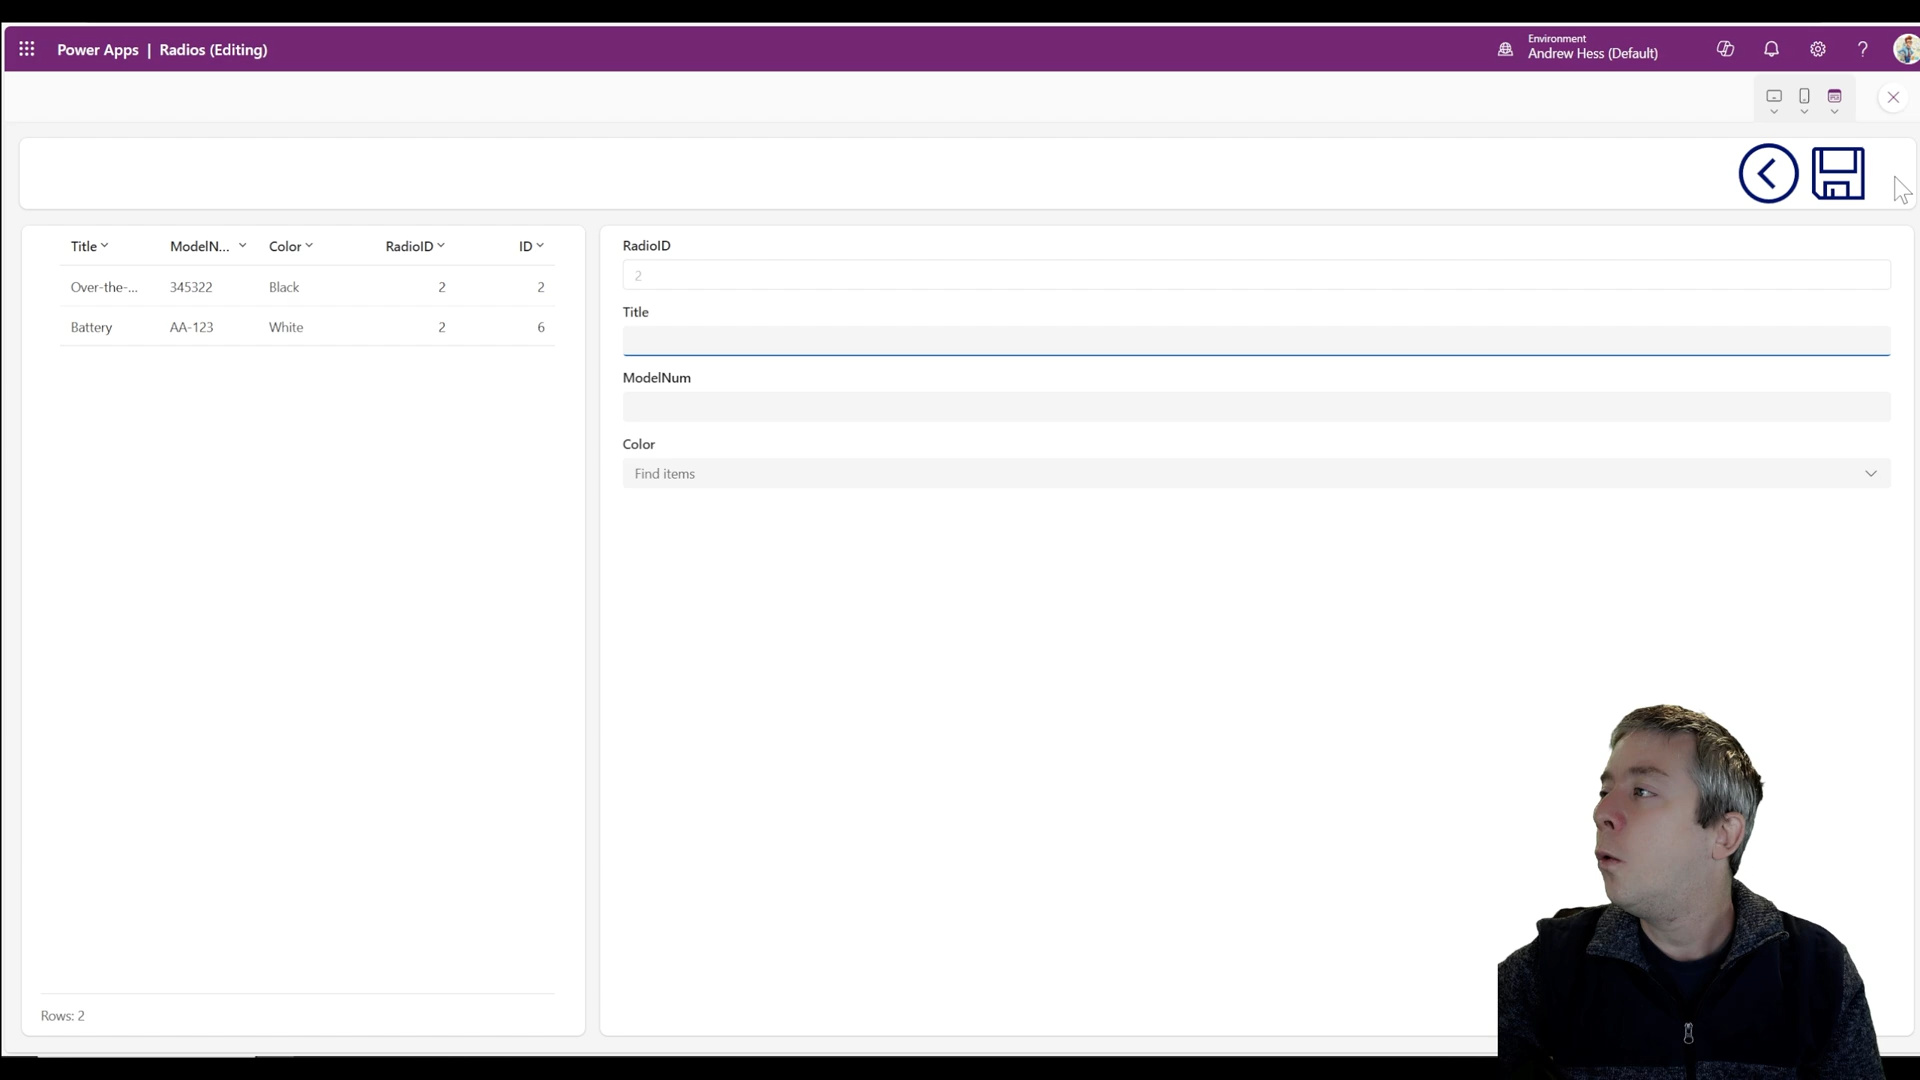 Power Apps | Radios (Editing)
Environment
Andrew Hess (Default)
Title ModelN... Color RadioID ID
Over-the-... 345322 Black 2 2
Battery AA-123 White 2 6
Rows: 2
RadioID
2
Title
ModelNum
Color
Find items